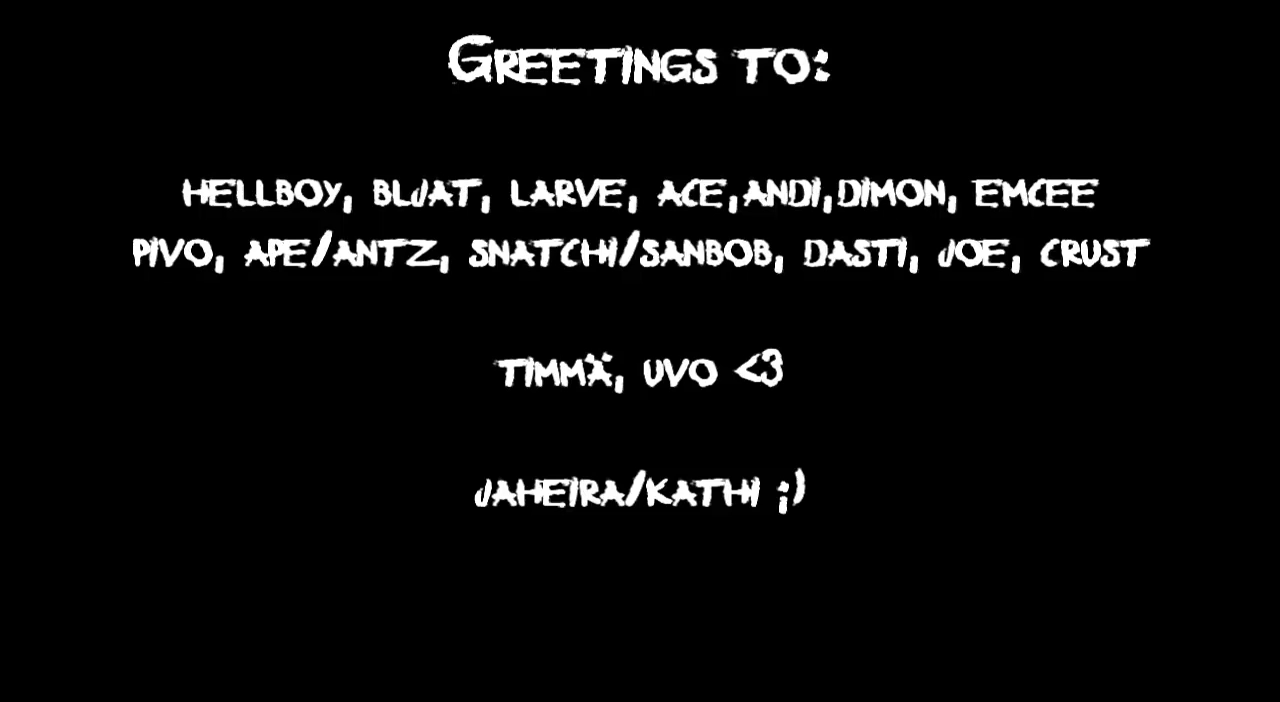 GREETINGS TO:
HELLBOY, BLJAT, LARVE, ACE,ANDI,DIMON, EMCEE
PIVO, APE/ANTZ, SNATCHI/SANBOB, DASTI, JOE, CRUST
TIMMÄ, UVO <3
JAHEIRA/KATHI ;)